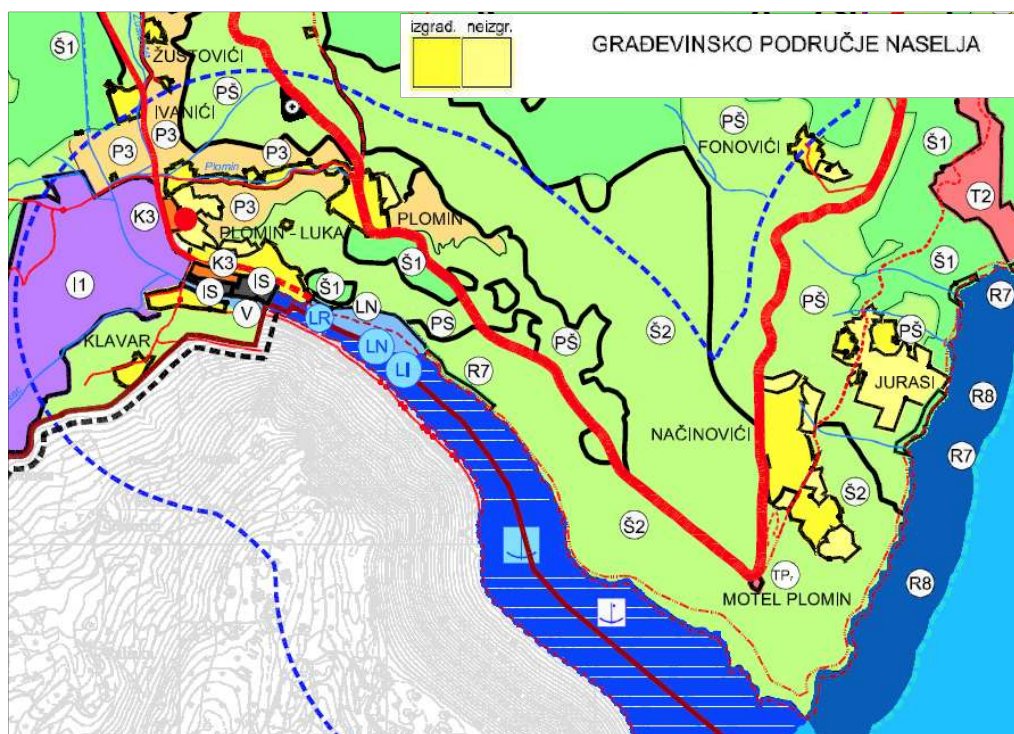 izgrad. neizgr.
GRAĐEVINSKO PODRUČJE NASELJA
Š1
ŽUSTOVIĆI
PŠ
IVANIĆI
P3
P3
P3
Plomin
PŠ
FONOVIĆI
Š1
T2
K3
P3
PLOMIN - LUKA
PLOMIN
Š1
Š1
I1
K3
IS
IS
V
Š1
LN
LR
LN
LI
PŠ
PŠ
Š2
PŠ
PŠ
R7
KLAVAR
R7
JURASI
R8
R7
NAČINOVIĆI
Š2
Š2
TPr
MOTEL PLOMIN
R8